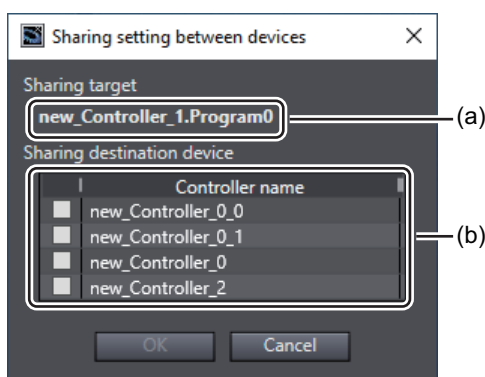 Sharing setting between devices
Sharing target
new_Controller_1.Program0
(a)
Sharing destination device
Controller name
new_Controller_0_0
new_Controller_0_1
(b)
new_Controller_0
new_Controller_2
OK Cancel